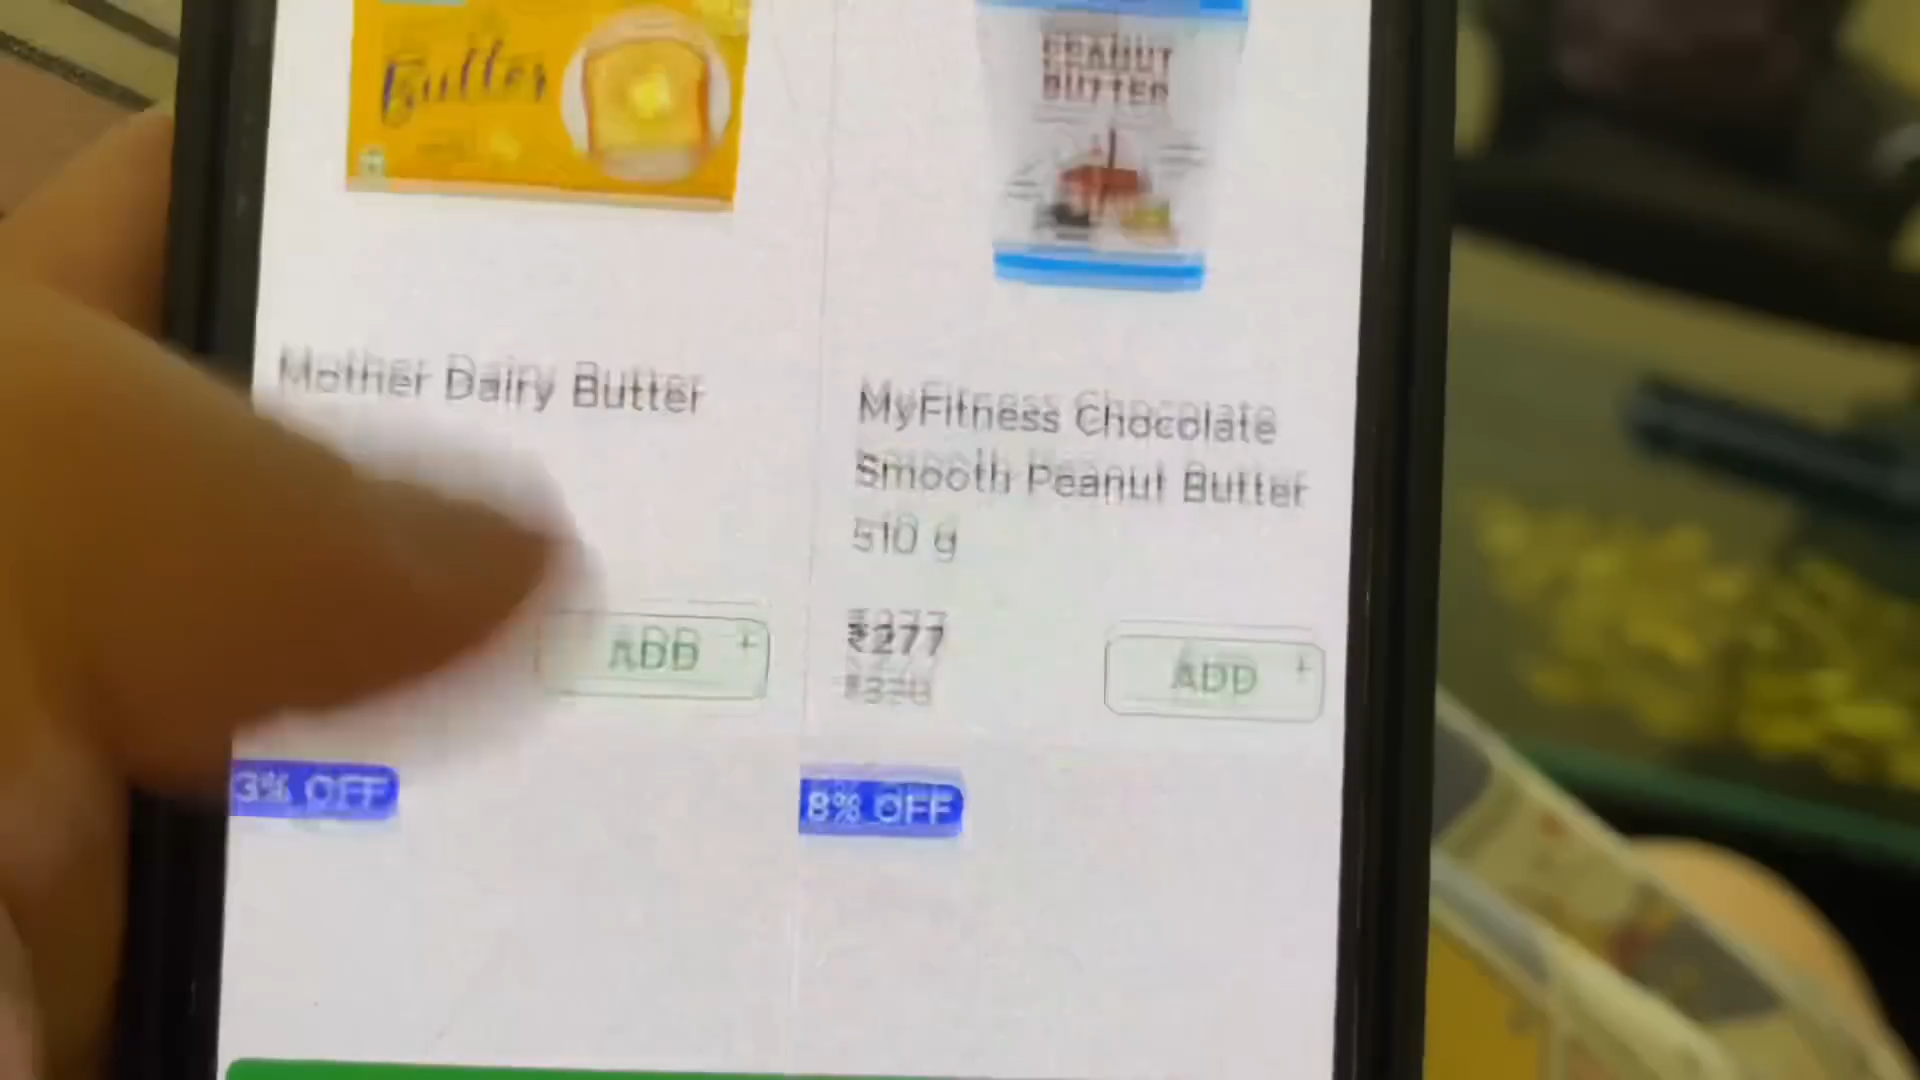 Butter
PEANUT
BUTTER
Mother Dairy Butter
MyFitness Chocolate
Smooth Peanut Butter
510 g
ADD +
₹277
ADD +
3% OFF
8% OFF